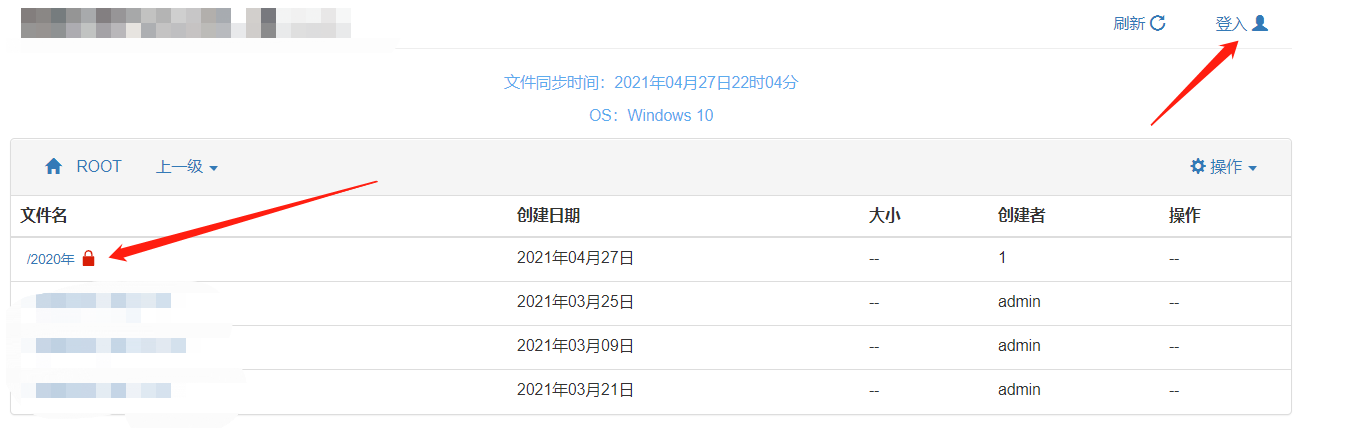 刷新 登入
文件同步时间：2021年04月27日22时04分
OS：Windows 10
ROOT 上一级 操作
文件名 创建日期 大小 创建者 操作
/2020年 2021年04月27日 -- 1 --
2021年03月25日 -- admin --
2021年03月09日 -- admin --
2021年03月21日 -- admin --